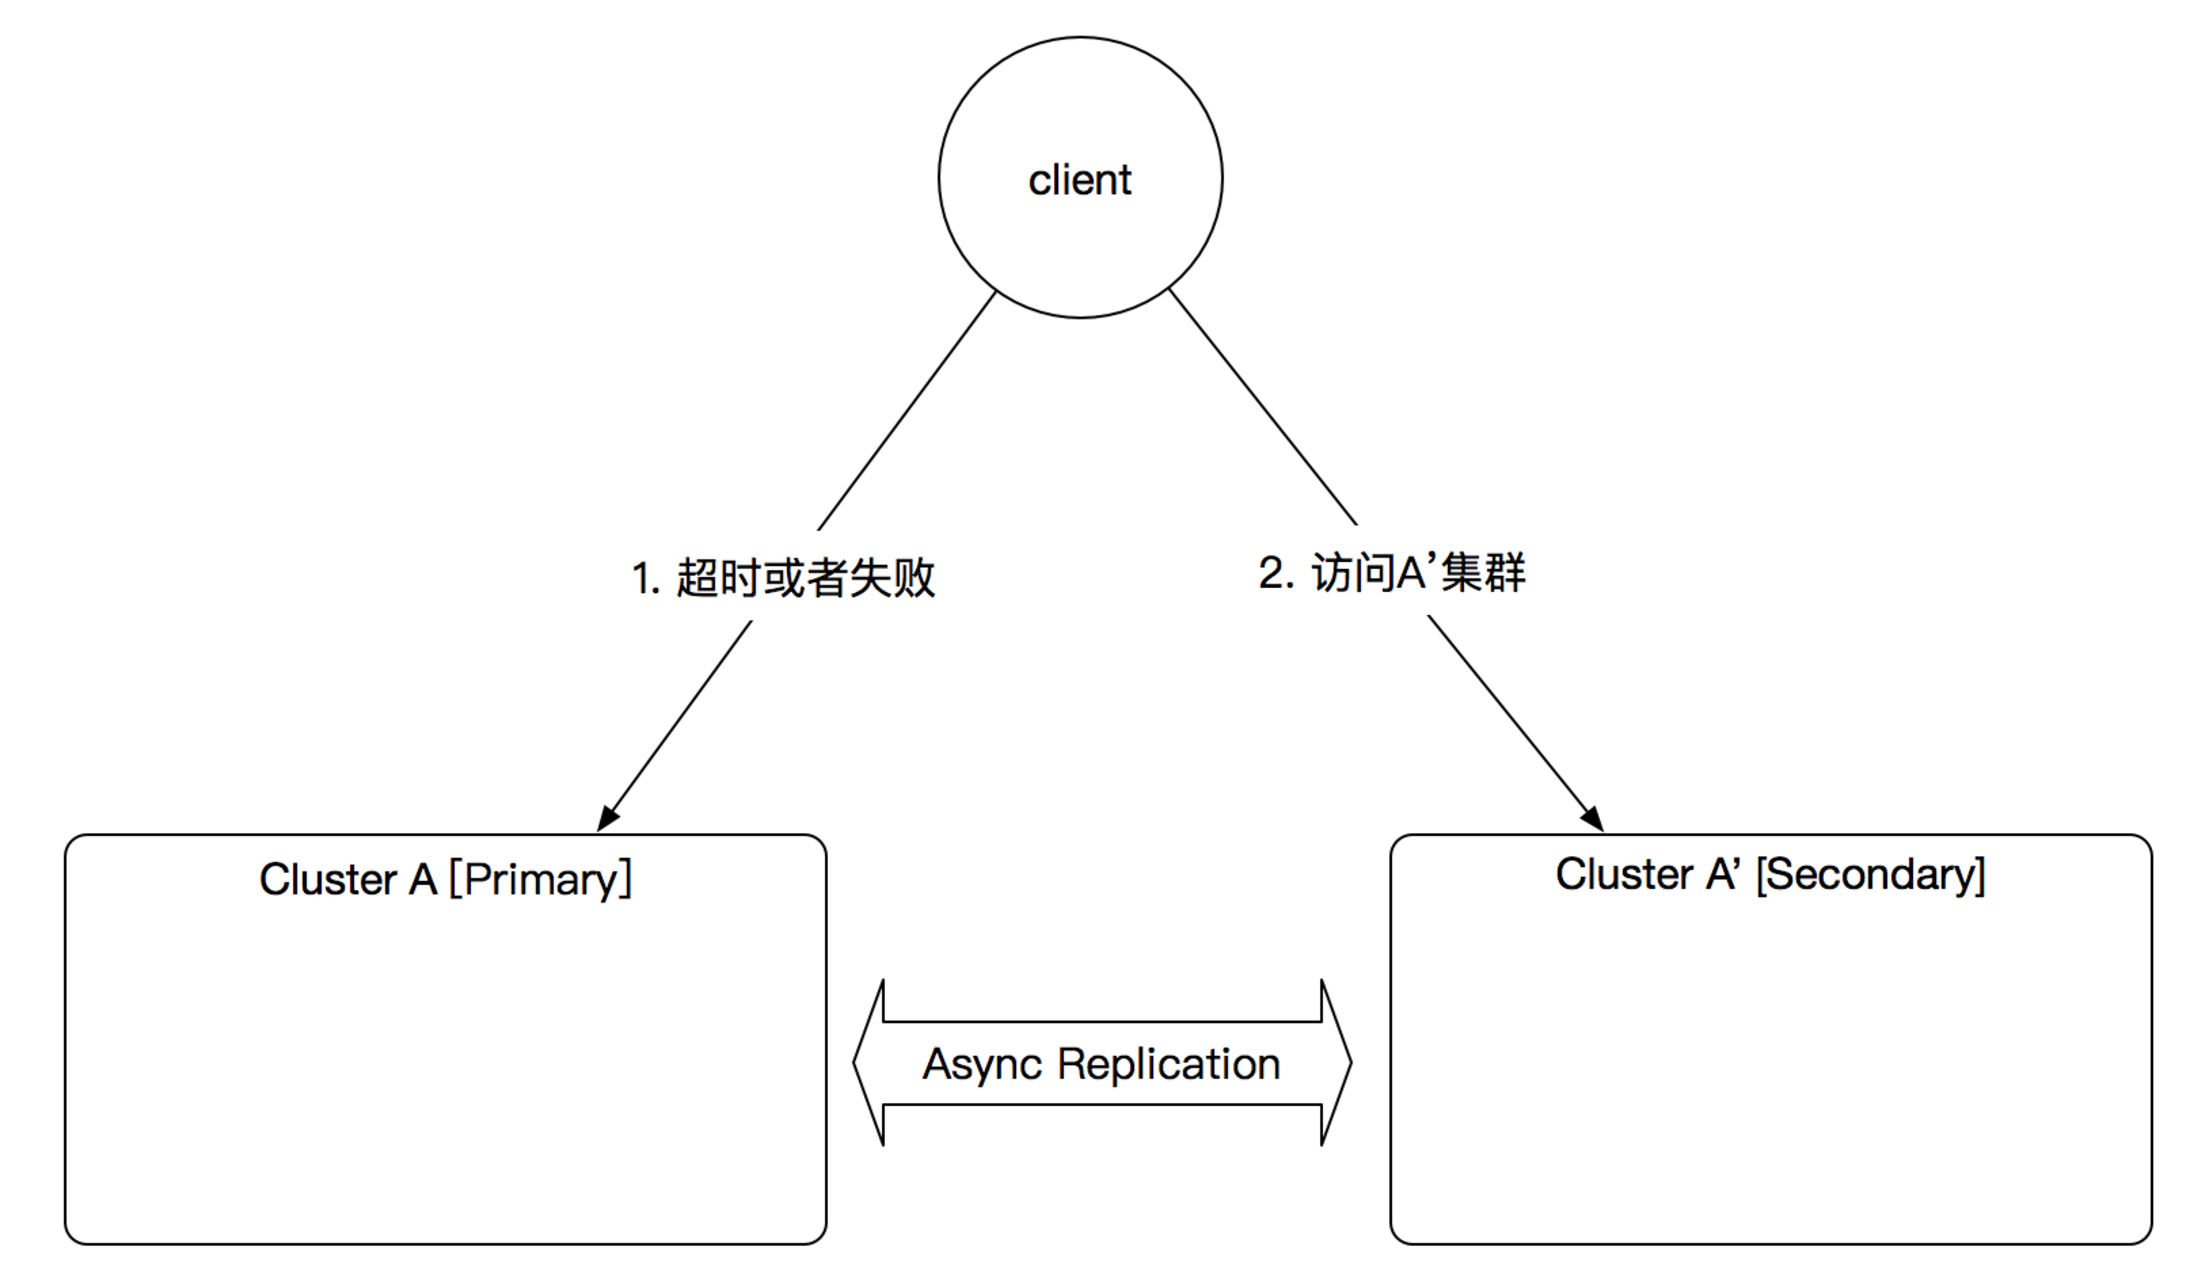 client
1. 超时或者失败
2. 访问A’集群
Cluster A [Primary]
Cluster A’ [Secondary]
Async Replication